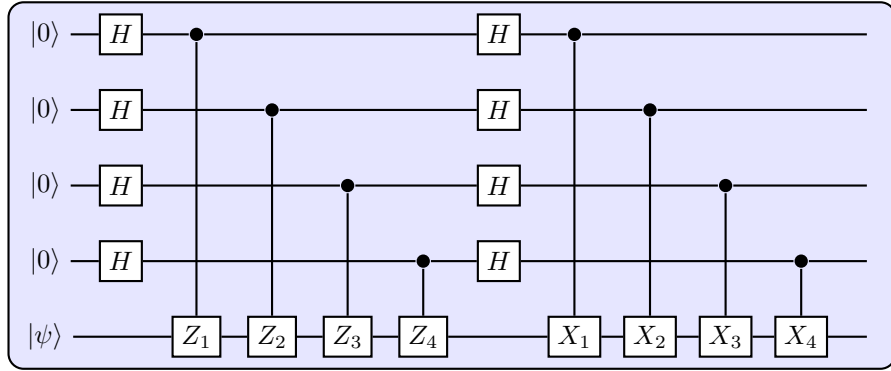 |0⟩ H H
|0⟩ H H
|0⟩ H H
|0⟩ H H
|ψ⟩ Z₁ Z₂ Z₃ Z₄ X₁ X₂ X₃ X₄